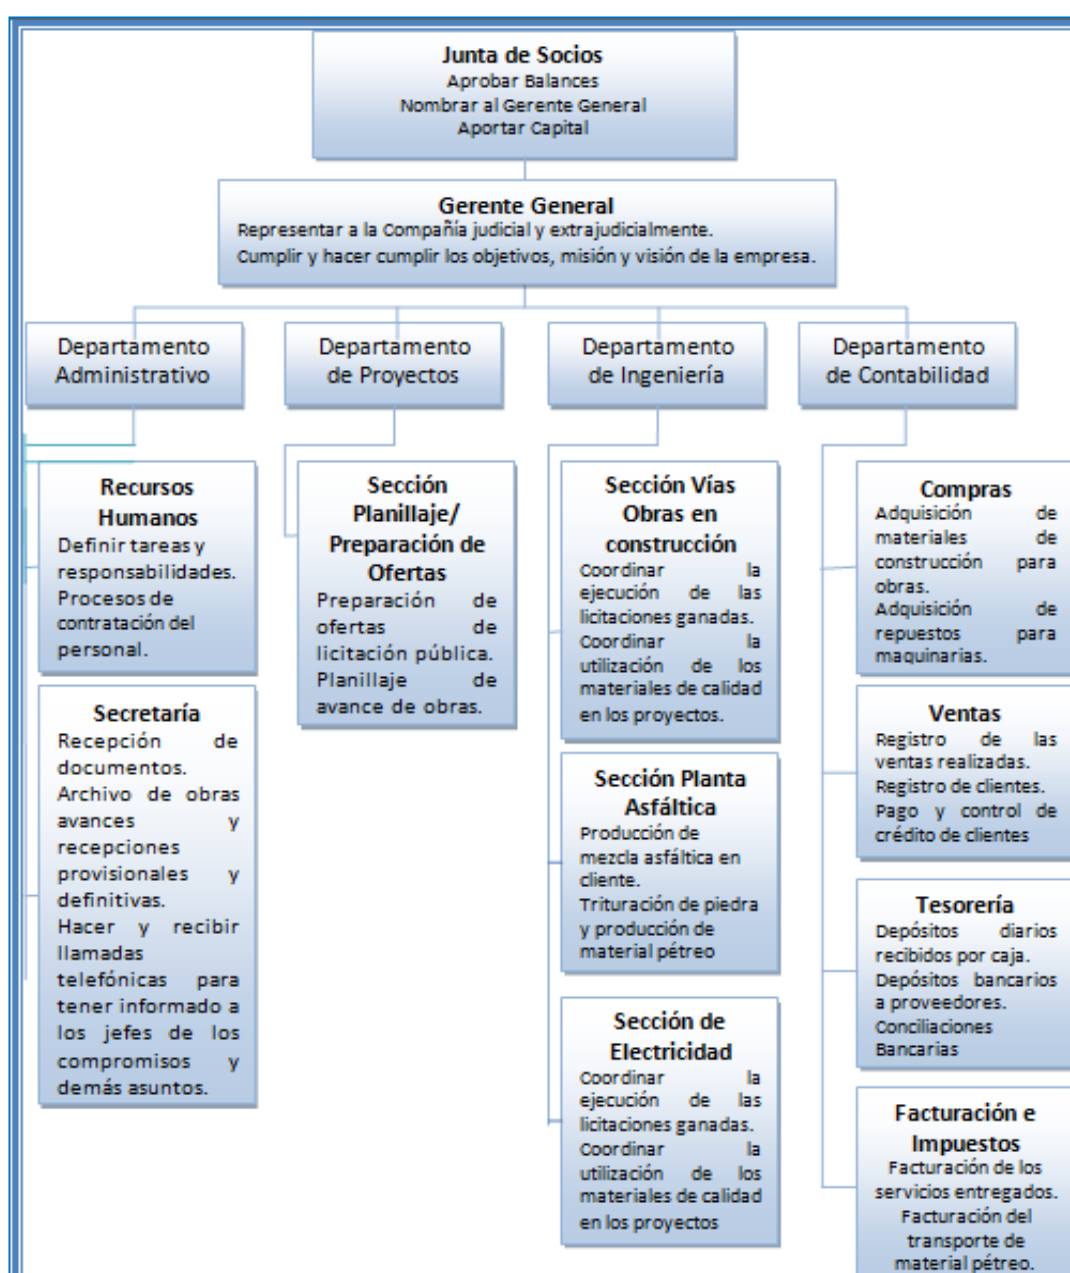 Junta de Socios
Aprobar Balances
Nombrar al Gerente General
Aportar Capital
Gerente General
Representar a la Compañía judicial y extrajudicialmente.
Cumplir y hacer cumplir los objetivos, misión y visión de la empresa.
Departamento
Administrativo
Departamento
de Proyectos
Departamento
de Ingeniería
Departamento
de Contabilidad
Recursos
Humanos
Definir tareas y
responsabilidades.
Procesos de
contratación del
personal.
Secretaría
Recepción de
documentos.
Archivo de obras
avances y
recepciones
provisionales y
definitivas.
Hacer y recibir
llamadas
telefónicas para
tener informado a
los jefes de los
compromisos y
demás asuntos.
Sección
Planillaje/
Preparación de
Ofertas
Preparación de
ofertas de
licitación pública.
Planillaje de
avance de obras.
Sección Vías
Obras en
construcción
Coordinar la
ejecución de las
licitaciones ganadas.
Coordinar la
utilización de los
materiales de calidad
en los proyectos.
Sección Planta
Asfáltica
Producción de
mezcla asfáltica en
cliente.
Trituración de piedra
y producción de
material pétreo
Sección de
Electricidad
Coordinar la
ejecución de las
licitaciones ganadas.
Coordinar la
utilización de los
materiales de calidad
en los proyectos
Compras
Adquisición de
materiales de
construcción para
obras.
Adquisición de
repuestos para
maquinarias.
Ventas
Registro de las
ventas realizadas.
Registro de clientes.
Pago y control de
crédito de clientes
Tesorería
Depósitos diarios
recibidos por caja.
Depósitos bancarios
a proveedores.
Conciliaciones
Bancarias
Facturación e
Impuestos
Facturación de los
servicios entregados.
Facturación del
transporte de
material pétreo.